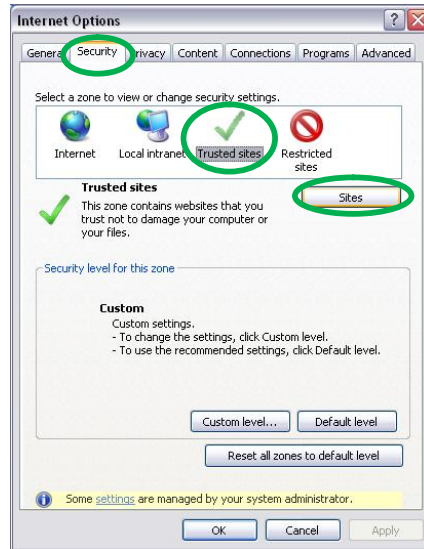 Internet Options
General Security Privacy Content Connections Programs Advanced
Select a zone to view or change security settings.
Internet Local intranet Trusted sites Restricted sites
Trusted sites
Sites
This zone contains websites that you
trust not to damage your computer or
your files.
Security level for this zone
Custom
Custom settings.
- To change the settings, click Custom level.
- To use the recommended settings, click Default level.
Custom level... Default level
Reset all zones to default level
Some settings are managed by your system administrator.
OK Cancel Apply